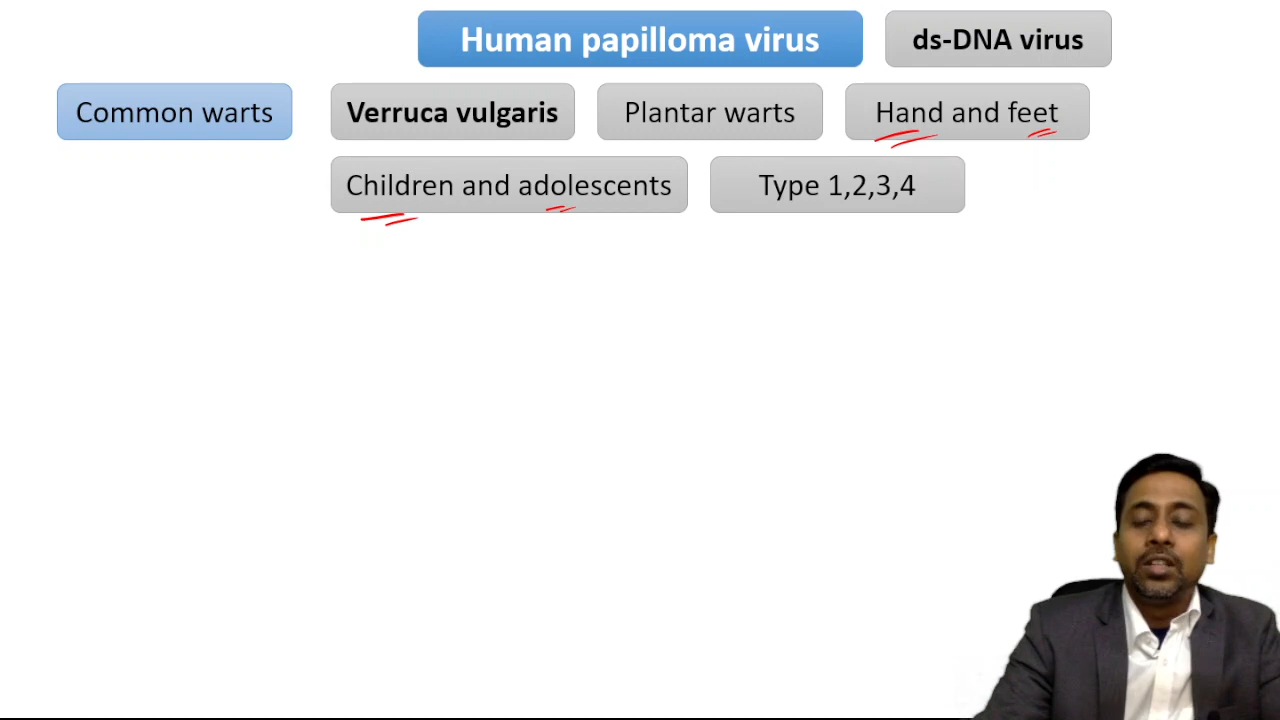 Human papilloma virus ds-DNA virus
Common warts Verruca vulgaris Plantar warts Hand and feet
Children and adolescents Type 1,2,3,4